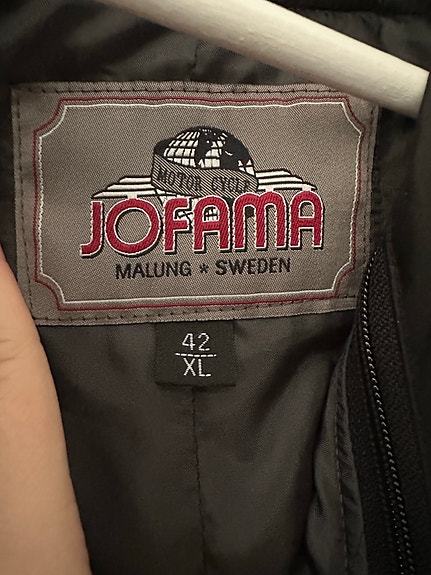 MOTOR CYCLE
JOFAMA
MALUNG * SWEDEN
42
XL